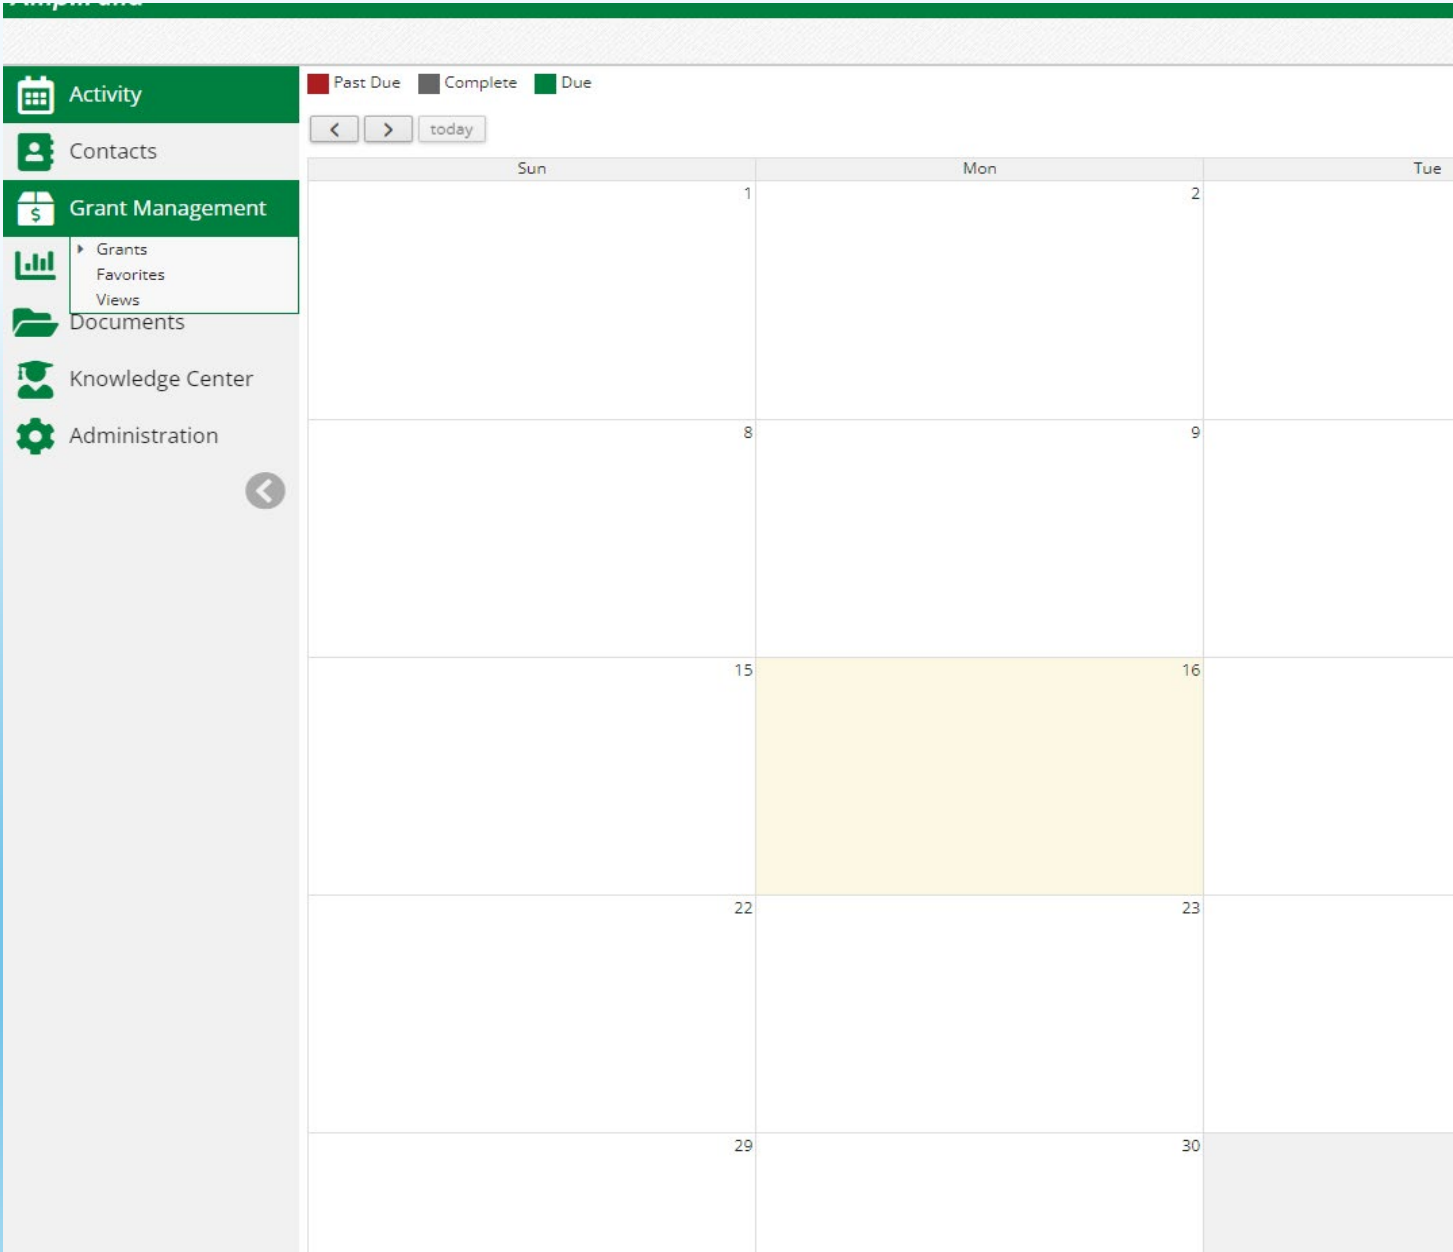 Activity
Contacts
Grant Management
Grants
Favorites
Views
Documents
Knowledge Center
Administration
Past Due Complete Due
today
Sun Mon Tue
1 2
8 9
15 16
22 23
29 30